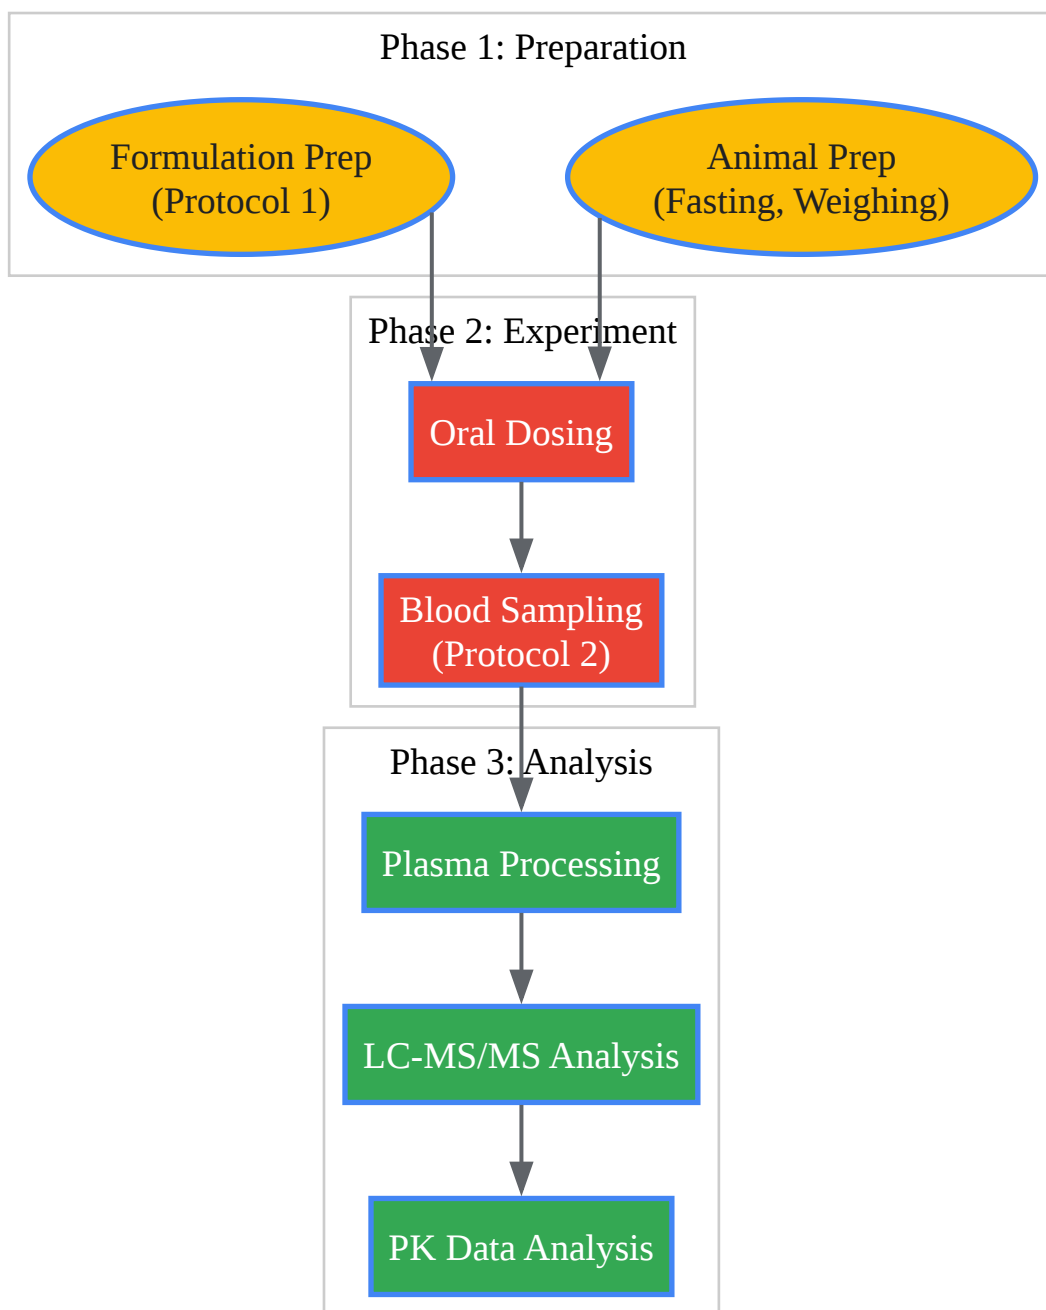 Phase 1: Preparation
Formulation Prep
(Protocol 1)
Animal Prep
(Fasting, Weighing)
Phase 2: Experiment
Oral Dosing
Blood Sampling
(Protocol 2)
Phase 3: Analysis
Plasma Processing
LC-MS/MS Analysis
PK Data Analysis